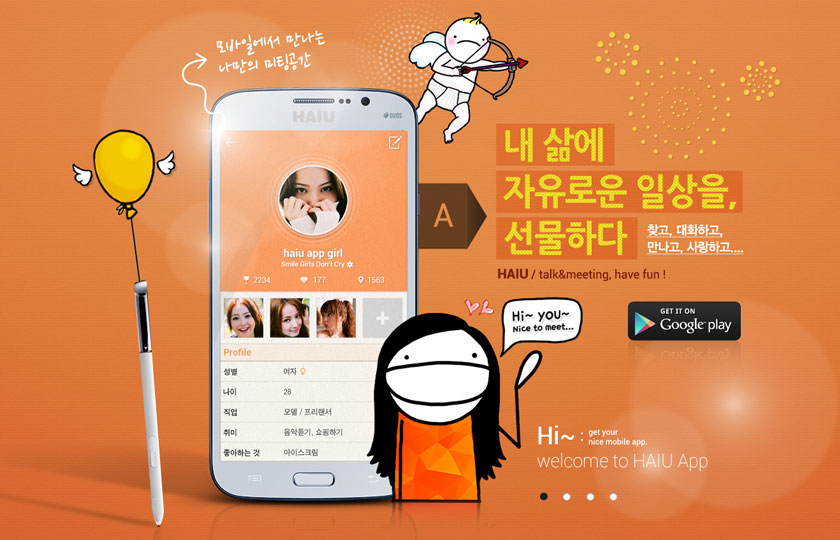 모바일에서 만나는
나만의 미팅공간
HAIU
DUOS
haiu app girl
Smile Girls Don't Cry
2234
177
1563
Profile
성별 여자
나이 28
직업 모델 / 프리랜서
취미 음악듣기, 쇼핑하기
좋아하는 것 아이스크림
A
내 삶에
자유로운 일상을,
선물하다
찾고, 대화하고,
만나고, 사랑하고....
HAIU / talk&meeting, have fun !
Hi~ you~
Nice to meet...
GET IT ON
Google play
Hi~ : get your
nice mobile app.
welcome to HAIU App